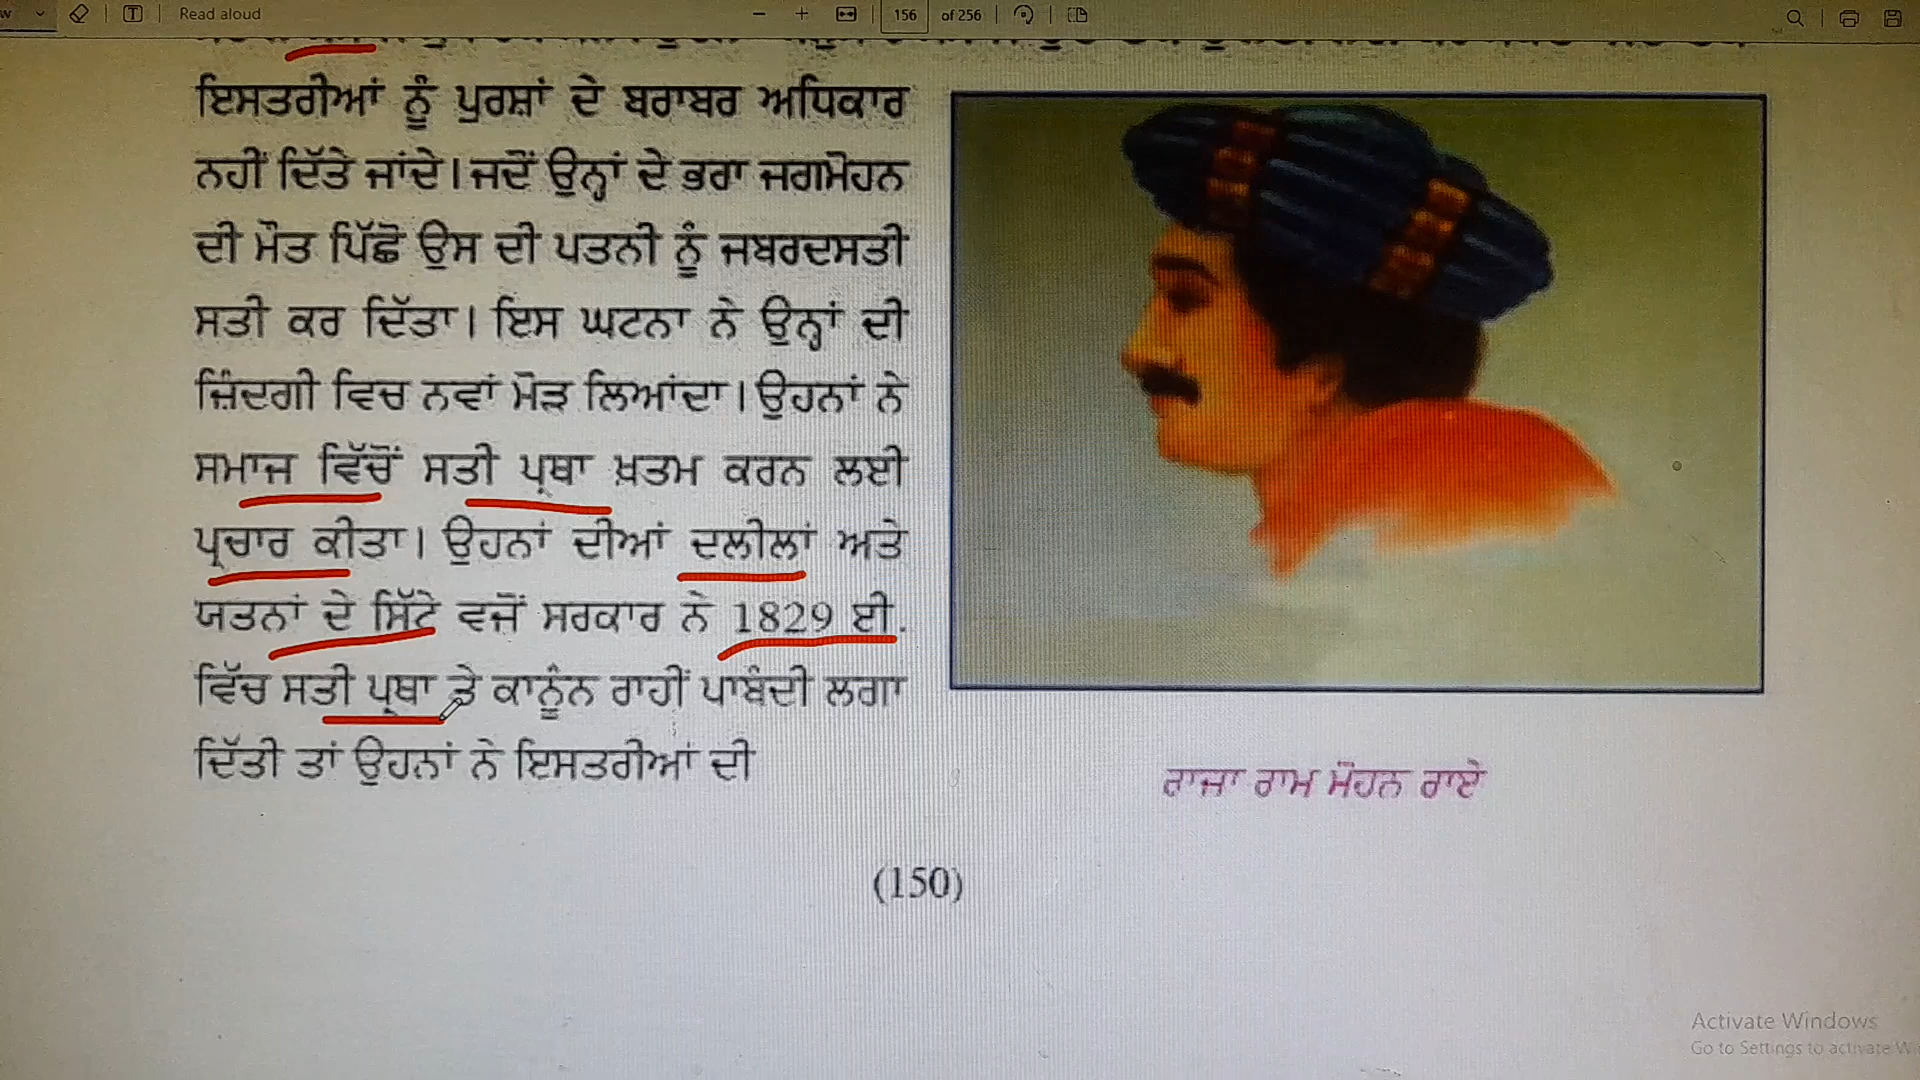 w
Read aloud
156 of 256
ਇਸਤਰੀਆਂ ਨੂੰ ਪੁਰਸ਼ਾਂ ਦੇ ਬਰਾਬਰ ਅਧਿਕਾਰ
ਨਹੀਂ ਦਿੱਤੇ ਜਾਂਦੇ। ਜਦੋਂ ਉਨ੍ਹਾਂ ਦੇ ਭਰਾ ਜਗਮੋਹਨ
ਦੀ ਮੌਤ ਪਿੱਛੋਂ ਉਸ ਦੀ ਪਤਨੀ ਨੂੰ ਜਬਰਦਸਤੀ
ਸਤੀ ਕਰ ਦਿੱਤਾ। ਇਸ ਘਟਨਾ ਨੇ ਉਨ੍ਹਾਂ ਦੀ
ਜ਼ਿੰਦਗੀ ਵਿਚ ਨਵਾਂ ਮੋੜ ਲਿਆਂਦਾ। ਉਹਨਾਂ ਨੇ
ਸਮਾਜ ਵਿੱਚੋਂ ਸਤੀ ਪ੍ਰਥਾ ਖ਼ਤਮ ਕਰਨ ਲਈ
ਪ੍ਰਚਾਰ ਕੀਤਾ। ਉਹਨਾਂ ਦੀਆਂ ਦਲੀਲਾਂ ਅਤੇ
ਯਤਨਾਂ ਦੇ ਸਿੱਟੇ ਵਜੋਂ ਸਰਕਾਰ ਨੇ 1829 ਈ.
ਵਿੱਚ ਸਤੀ ਪ੍ਰਥਾ ਤੇ ਕਾਨੂੰਨ ਰਾਹੀਂ ਪਾਬੰਦੀ ਲਗਾ
ਦਿੱਤੀ ਤਾਂ ਉਹਨਾਂ ਨੇ ਇਸਤਰੀਆਂ ਦੀ
ਰਾਜਾ ਰਾਮ ਮੋਹਨ ਰਾਏ
(150)
Activate Windows
Go to Settings to activate W